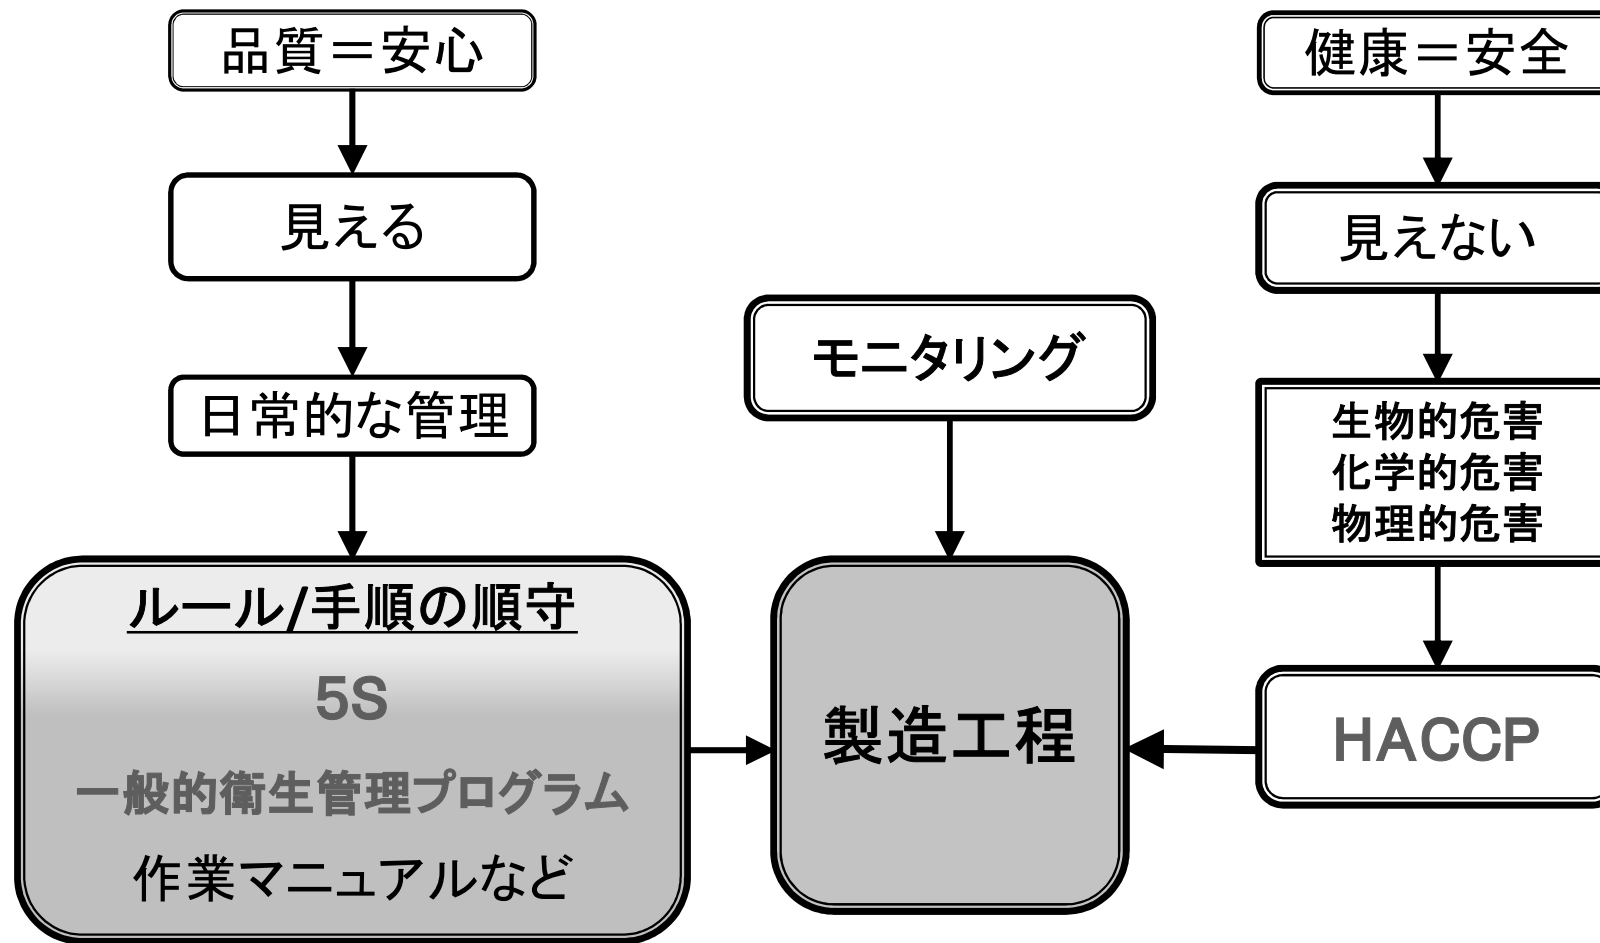 品質＝安心
見える
日常的な管理
ルール/手順の順守
5S
一般的衛生管理プログラム
作業マニュアルなど
モニタリング
製造工程
健康＝安全
見えない
生物的危害
化学的危害
物理的危害
HACCP